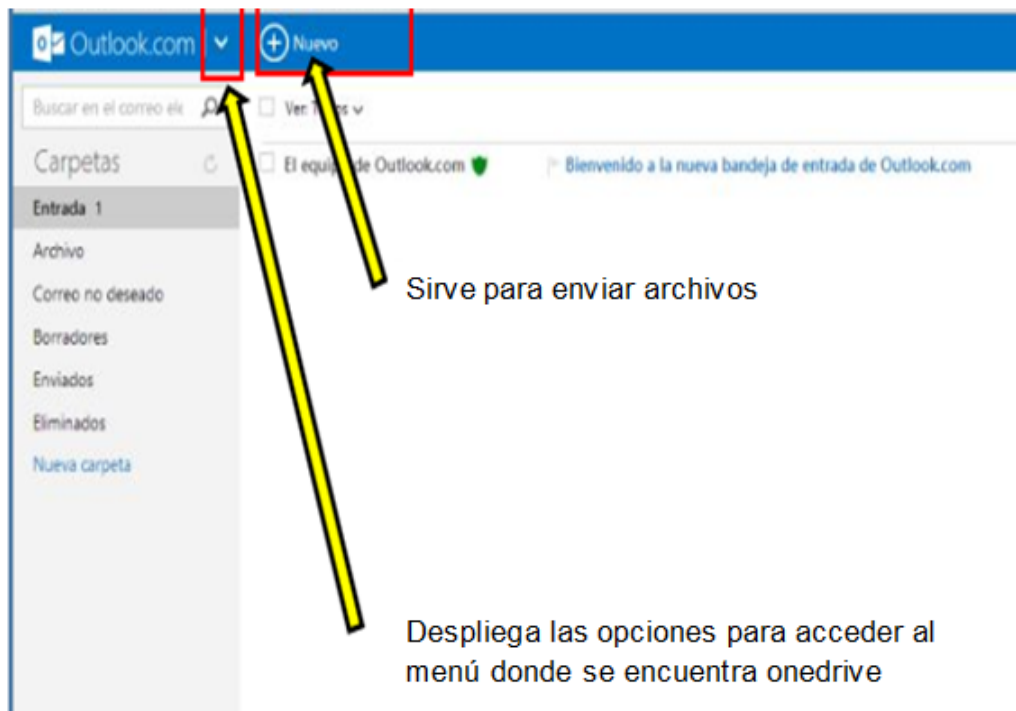 Outlook.com
Nuevo
Buscar en el correo ele
Ver:
El equipo de Outlook.com
Bienvenido a la nueva bandeja de entrada de Outlook.com
Carpetas
Entrada 1
Archivo
Correo no deseado
Borradores
Enviados
Eliminados
Nueva carpeta
Sirve para enviar archivos
Despliega las opciones para acceder al
menú donde se encuentra onedrive